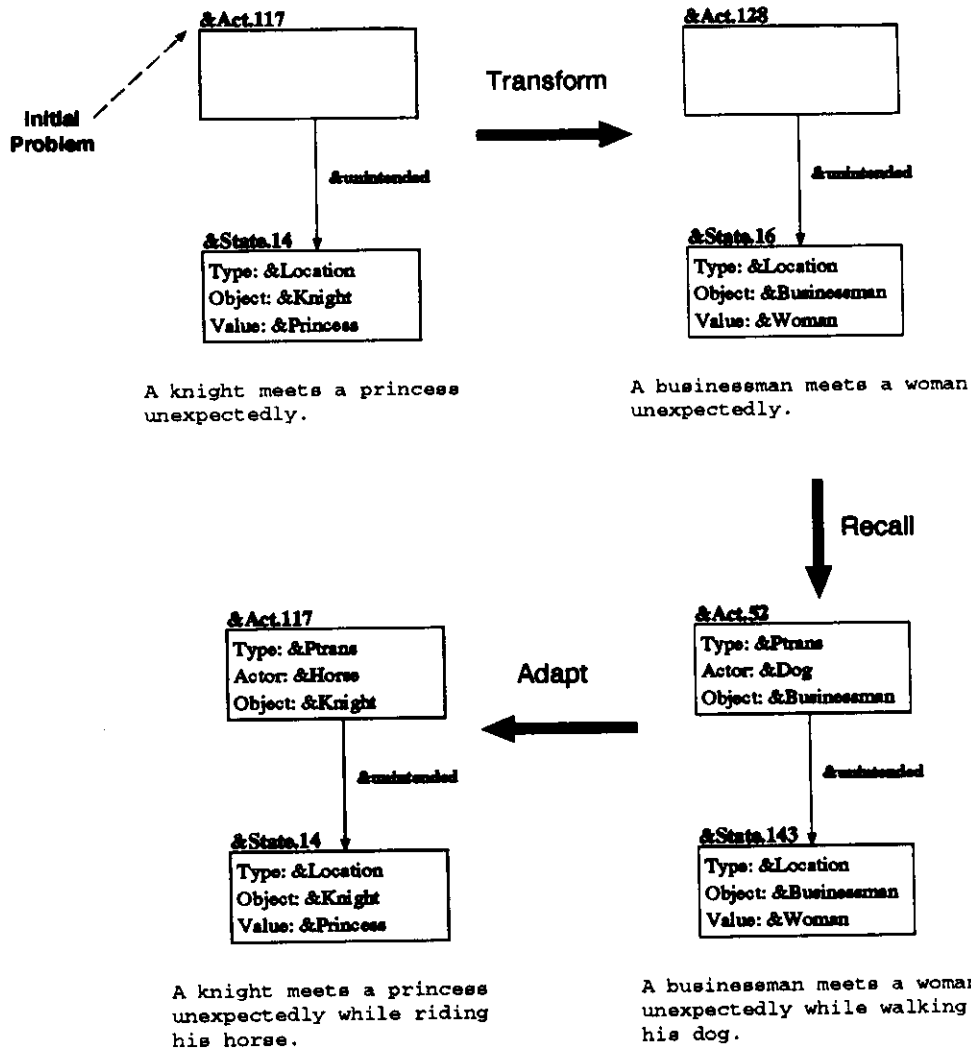 &Act.117
&Act.128
Transform
Initial
Problem
&unintended
&unintended
&State.14
Type: &Location
Object: &Knight
Value: &Princess
&State.16
Type: &Location
Object: &Businessman
Value: &Woman
A knight meets a princess
unexpectedly.
A businessman meets a woman
unexpectedly.
Recall
&Act.52
Type: &Ptrans
Actor: &Dog
Object: &Businessman
Adapt
&Act.117
Type: &Ptrans
Actor: &Horse
Object: &Knight
&unintended
&unintended
&State.143
Type: &Location
Object: &Businessman
Value: &Woman
&State.14
Type: &Location
Object: &Knight
Value: &Princess
A businessman meets a woman
unexpectedly while walking
his dog.
A knight meets a princess
unexpectedly while riding
his horse.